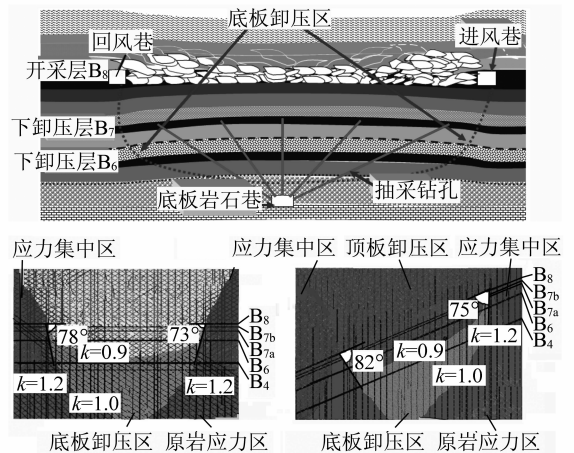 底板卸压区
回风巷
进风巷
开采层B₈
下卸压层B₇
下卸压层B₆
底板岩石巷
抽采钻孔
应力集中区
78°
73°
k=0.9
k=1.2
k=1.2
k=1.0
B₈
B₇b
B₇a
B₆
B₄
底板卸压区
原岩应力区
应力集中区
顶板卸压区
应力集中区
75°
82°
k=0.9
k=1.2
k=1.0
B₈
B₇b
B₇a
B₆
B₄
底板卸压区
原岩应力区